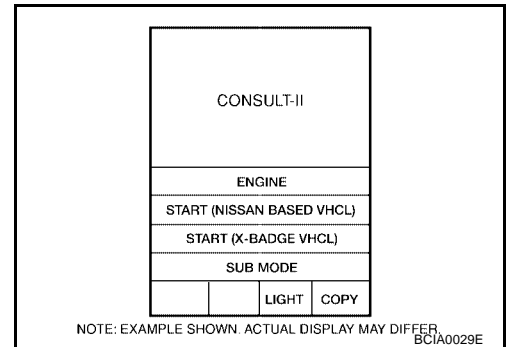 CONSULT-II
ENGINE
START (NISSAN BASED VHCL)
START (X-BADGE VHCL)
SUB MODE
LIGHT COPY
NOTE: EXAMPLE SHOWN. ACTUAL DISPLAY MAY DIFFER.
BCIA0029E